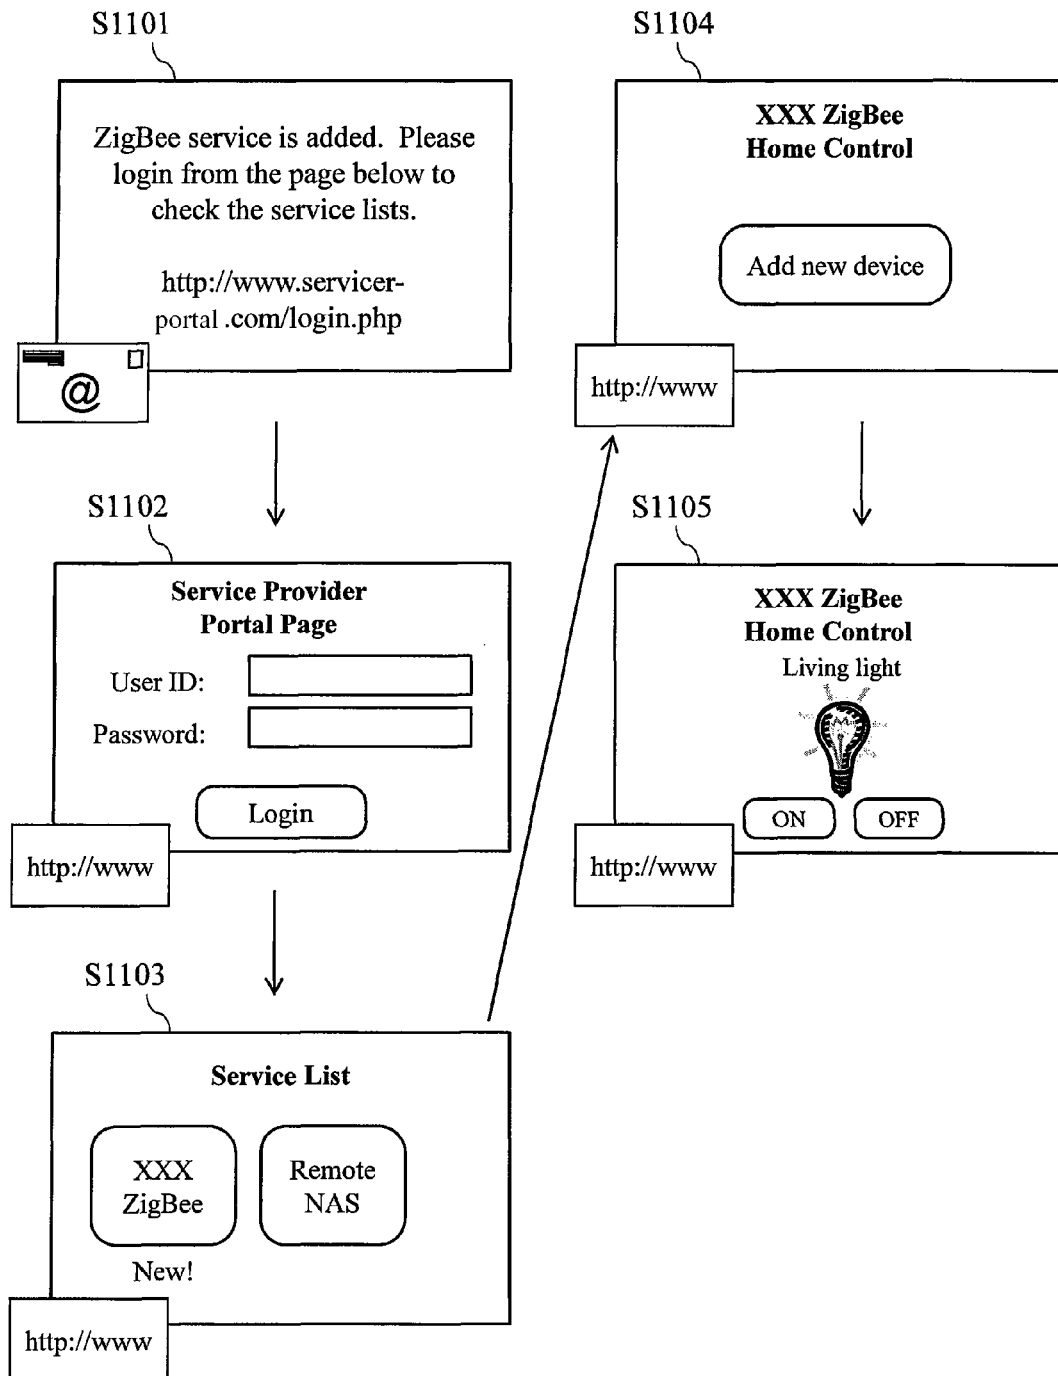 S1101
ZigBee service is added. Please
login from the page below to
check the service lists.
http://www.servicer-
portal .com/login.php
@
S1102
Service Provider
Portal Page
User ID:
Password:
Login
http://www
S1103
Service List
XXX
ZigBee
Remote
NAS
New!
http://www
S1104
XXX ZigBee
Home Control
Add new device
http://www
S1105
XXX ZigBee
Home Control
Living light
ON
OFF
http://www